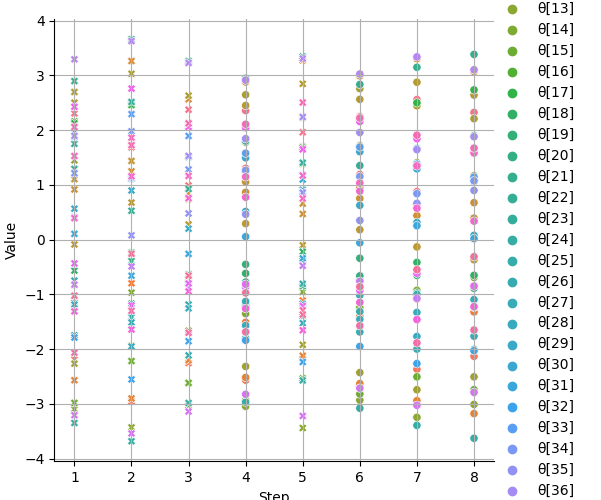 4
3
2
1
0
−1
−2
−3
−4
Value
1 2 3 4 5 6 7 8
Step
θ[13]
θ[14]
θ[15]
θ[16]
θ[17]
θ[18]
θ[19]
θ[20]
θ[21]
θ[22]
θ[23]
θ[24]
θ[25]
θ[26]
θ[27]
θ[28]
θ[29]
θ[30]
θ[31]
θ[32]
θ[33]
θ[34]
θ[35]
θ[36]